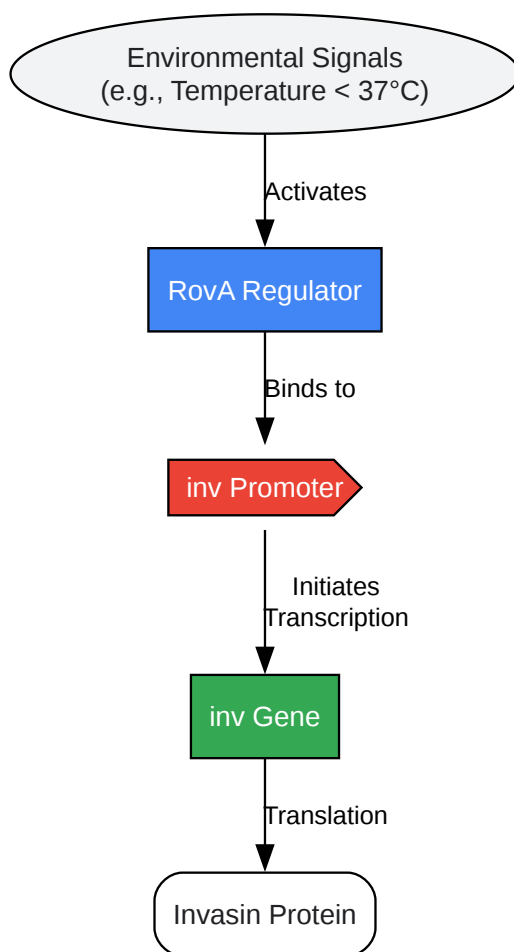 Environmental Signals
(e.g., Temperature < 37°C)
Activates
RovA Regulator
Binds to
inv Promoter
Initiates
Transcription
inv Gene
Translation
Invasin Protein